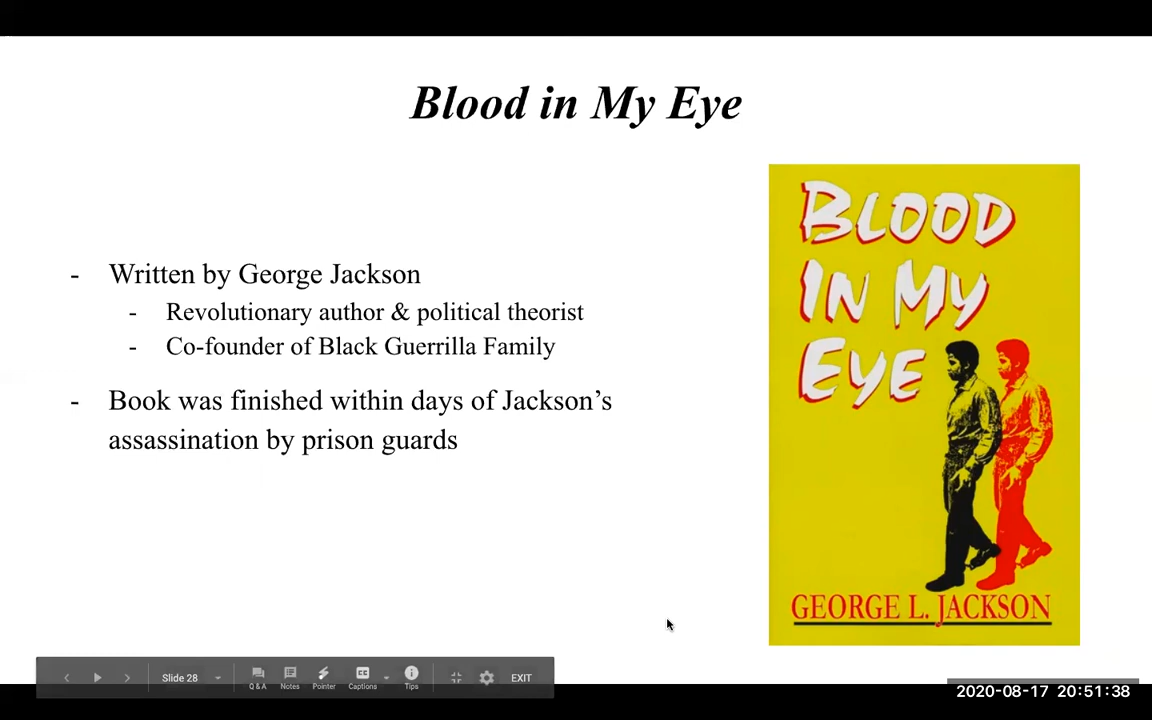 Blood in My Eye
- Written by George Jackson
- Revolutionary author & political theorist
- Co-founder of Black Guerrilla Family
- Book was finished within days of Jackson’s
assassination by prison guards
BLOOD
IN MY
EYE
GEORGE L. JACKSON
Slide 28
Q & A
Notes
Pointer
Captions
Tips
EXIT
2020-08-17 20:51:38